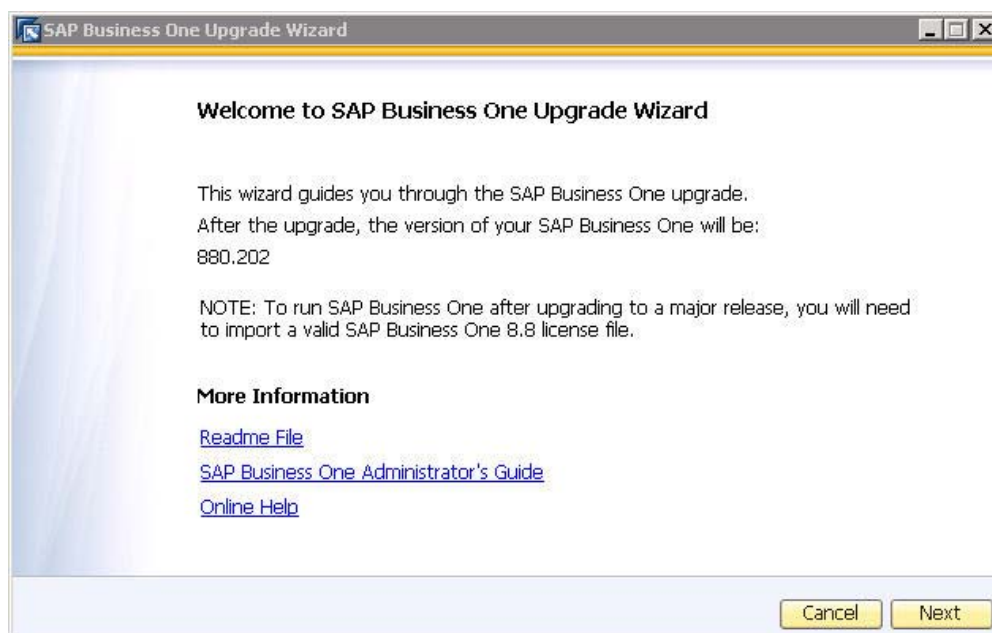 SAP Business One Upgrade Wizard
Welcome to SAP Business One Upgrade Wizard
This wizard guides you through the SAP Business One upgrade.
After the upgrade, the version of your SAP Business One will be:
880.202
NOTE: To run SAP Business One after upgrading to a major release, you will need
to import a valid SAP Business One 8.8 license file.
More Information
Readme File
SAP Business One Administrator's Guide
Online Help
Cancel Next